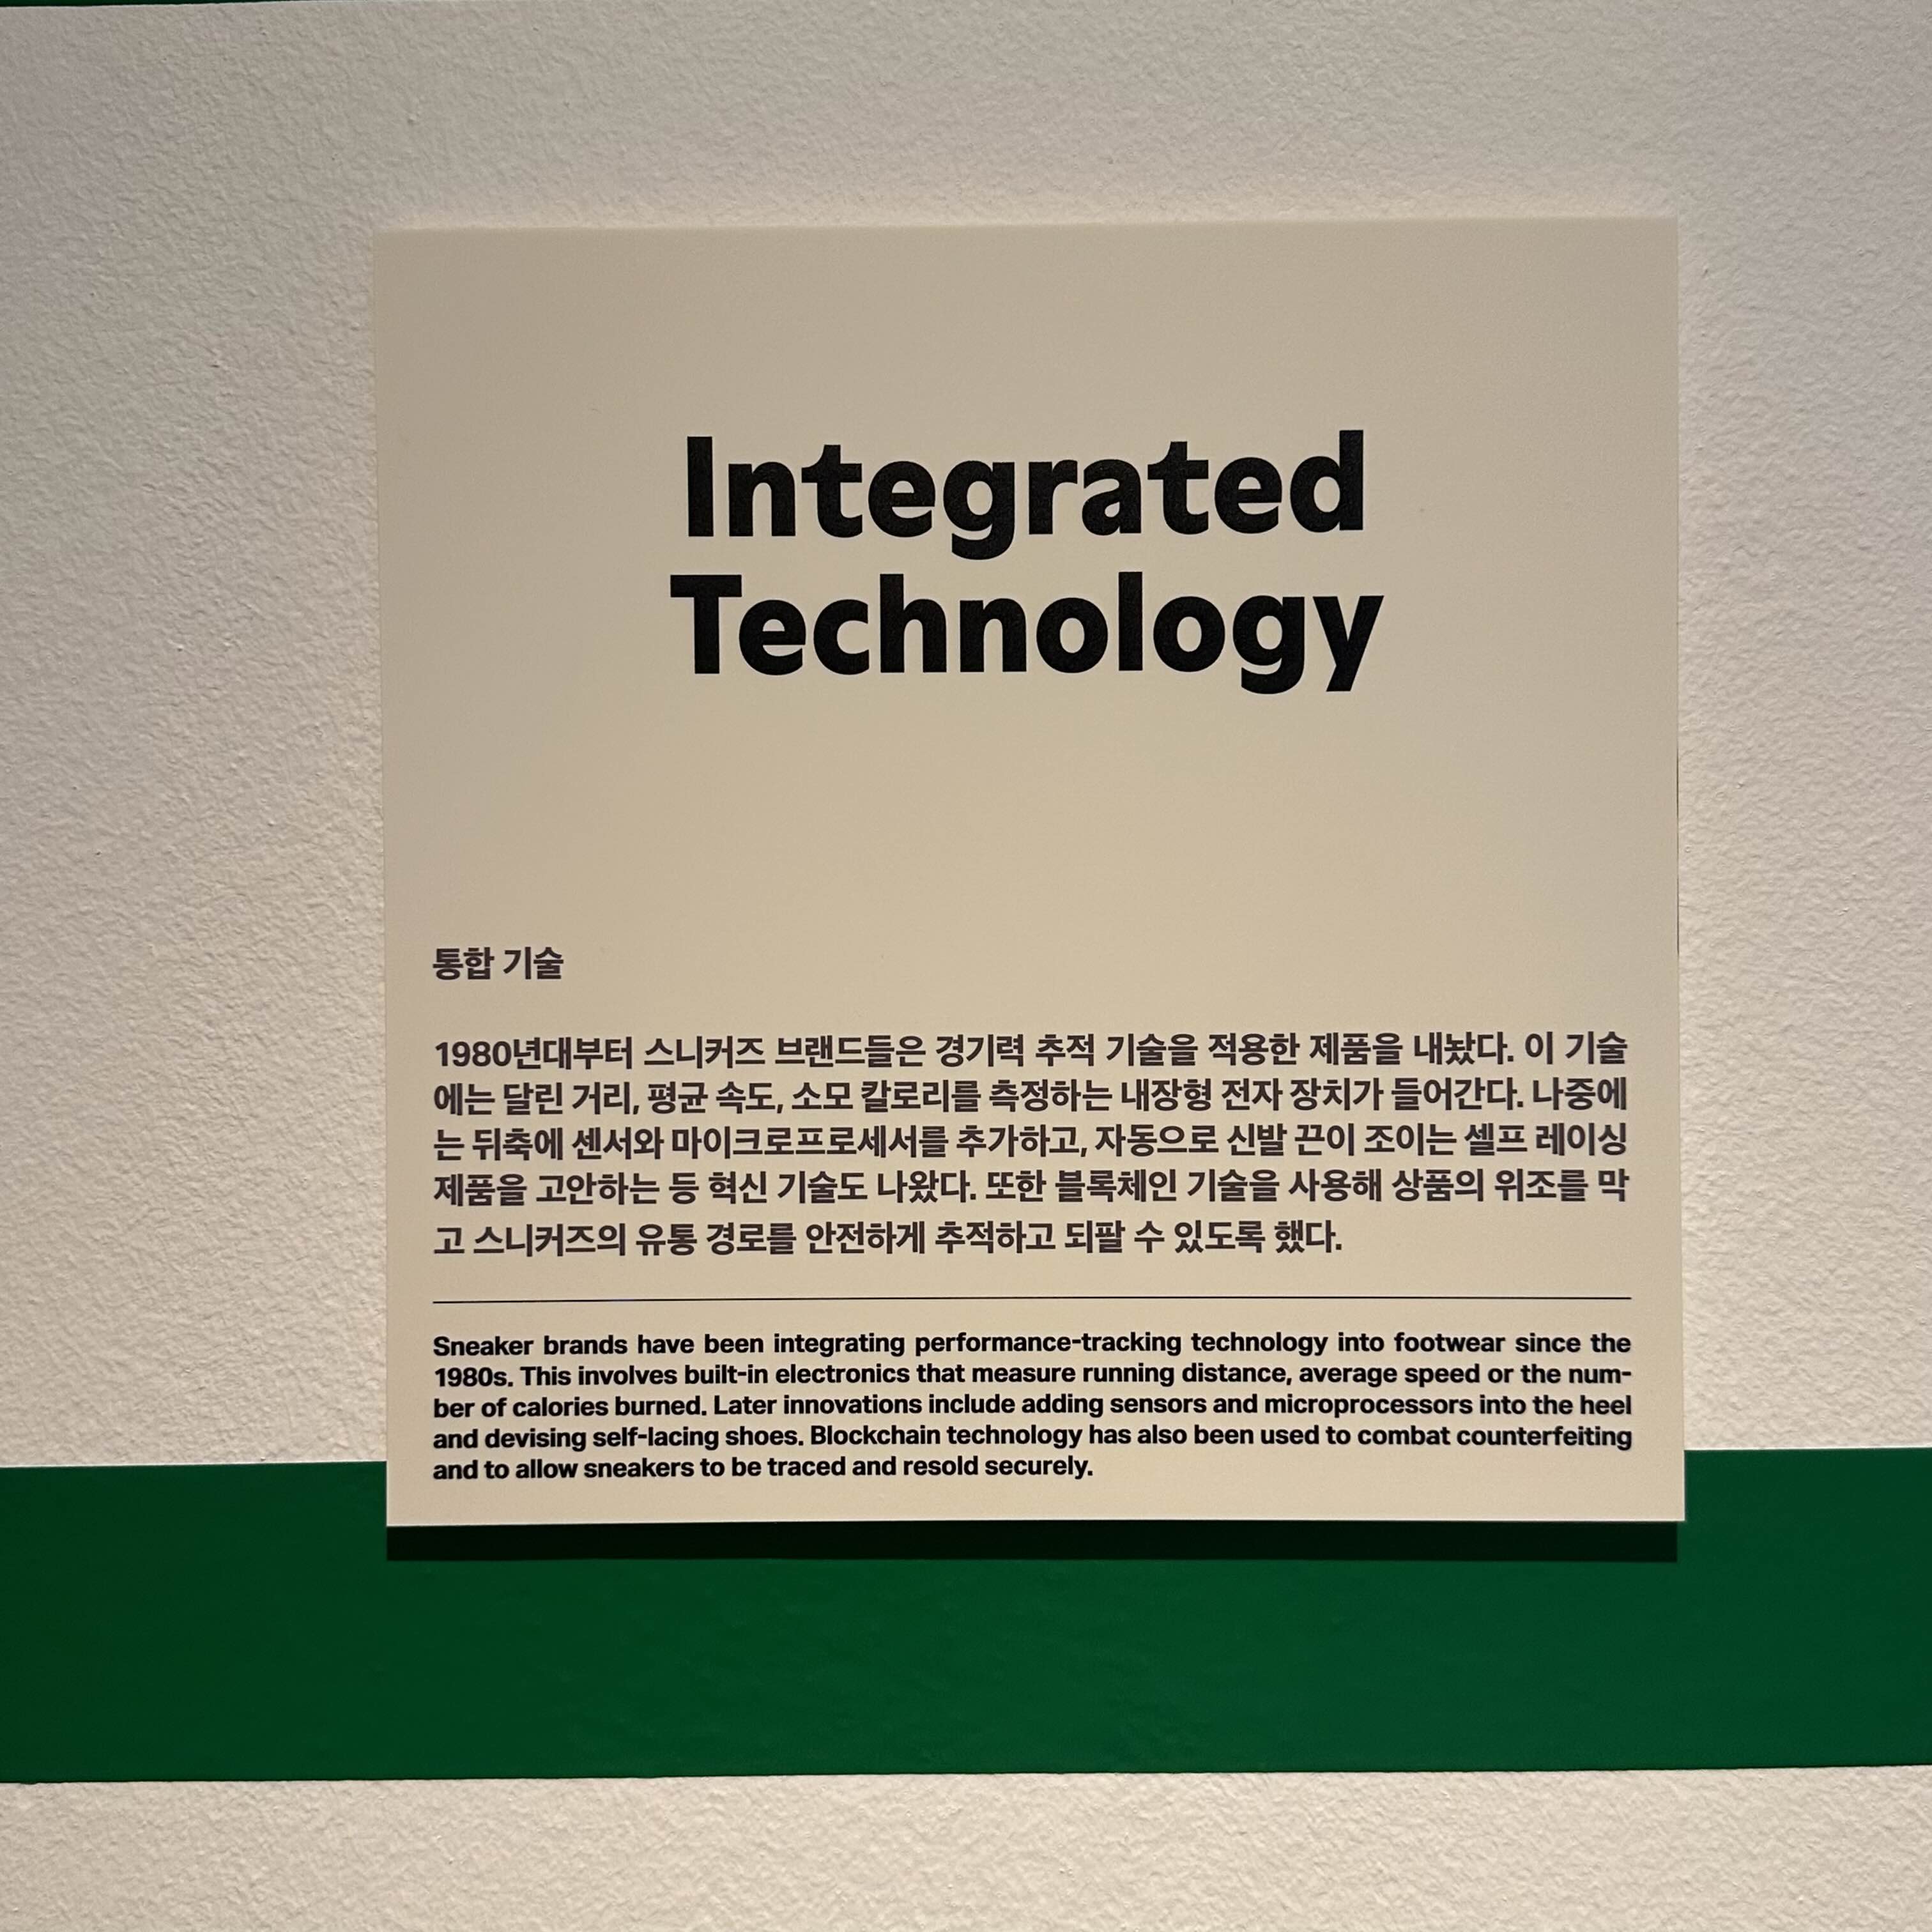 Integrated
Technology
통합 기술
1980년대부터 스니커즈 브랜드들은 경기력 추적 기술을 적용한 제품을 내놨다. 이 기술
에는 달린 거리, 평균 속도, 소모 칼로리를 측정하는 내장형 전자 장치가 들어간다. 나중에
는 뒤축에 센서와 마이크로프로세서를 추가하고, 자동으로 신발 끈이 조이는 셀프 레이싱
제품을 고안하는 등 혁신 기술도 나왔다. 또한 블록체인 기술을 사용해 상품의 위조를 막
고 스니커즈의 유통 경로를 안전하게 추적하고 되팔 수 있도록 했다.
Sneaker brands have been integrating performance-tracking technology into footwear since the
1980s. This involves built-in electronics that measure running distance, average speed or the num-
ber of calories burned. Later innovations include adding sensors and microprocessors into the heel
and devising self-lacing shoes. Blockchain technology has also been used to combat counterfeiting
and to allow sneakers to be traced and resold securely.